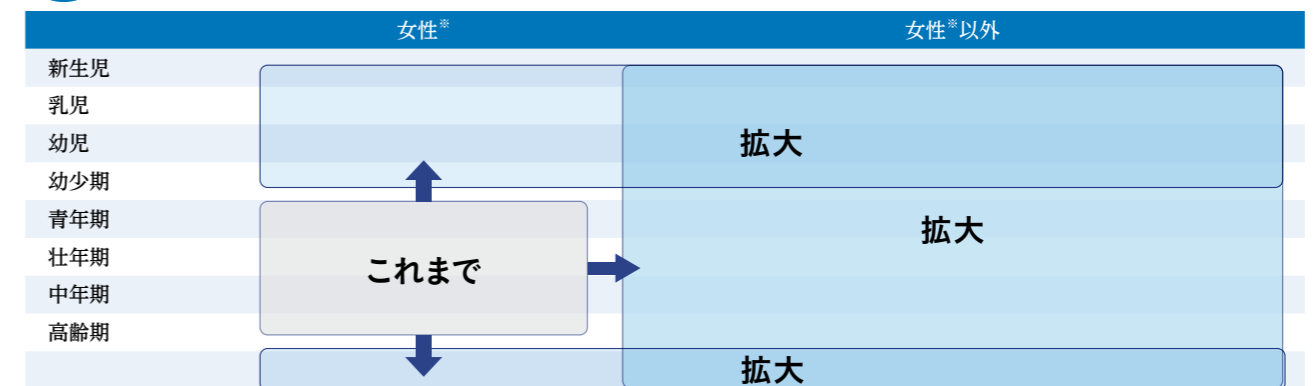 女性※ 女性※以外
新生児
乳児
幼児
拡大
幼少期
青年期
拡大
壮年期
これまで
中年期
高齢期
拡大